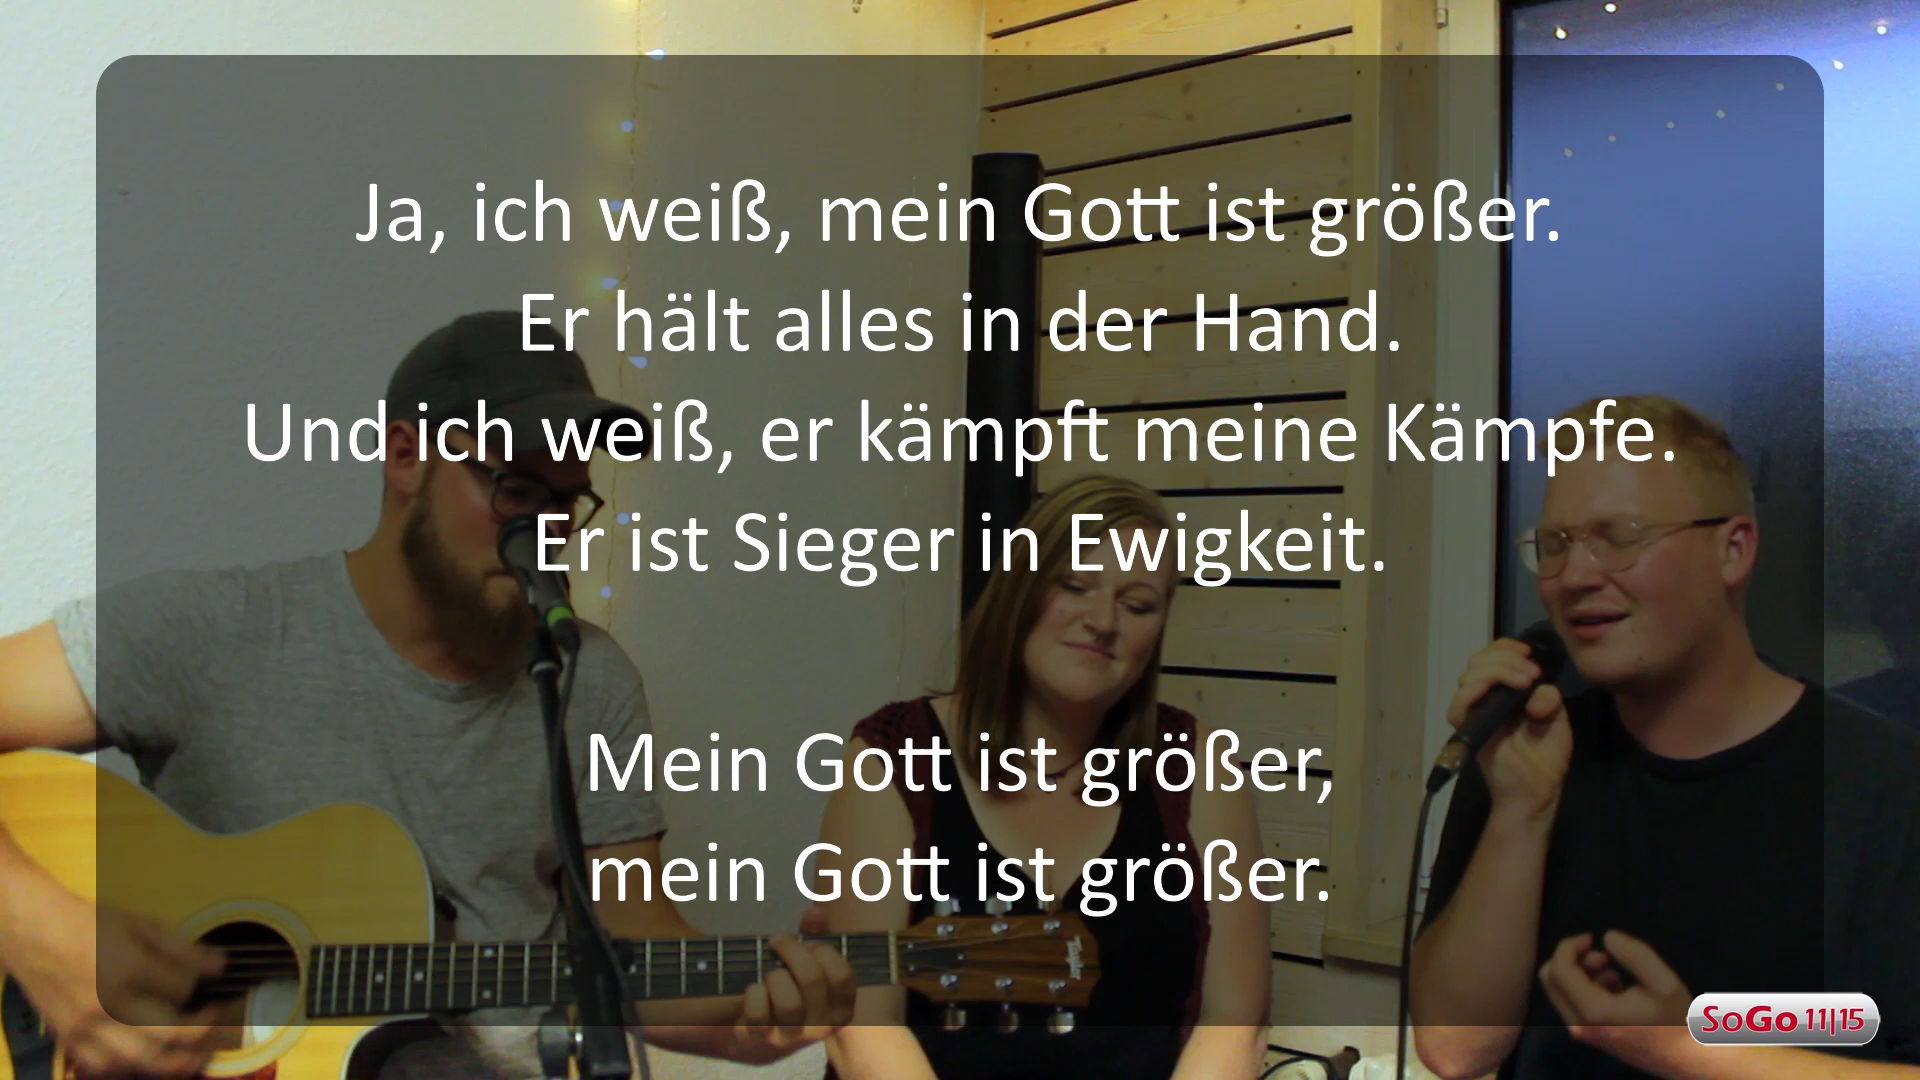 Ja, ich weiß, mein Gott ist größer.
Er hält alles in der Hand.
Und ich weiß, er kämpft meine Kämpfe.
Er ist Sieger in Ewigkeit.
Mein Gott ist größer,
mein Gott ist größer.
Taylor
SoGo 11|15